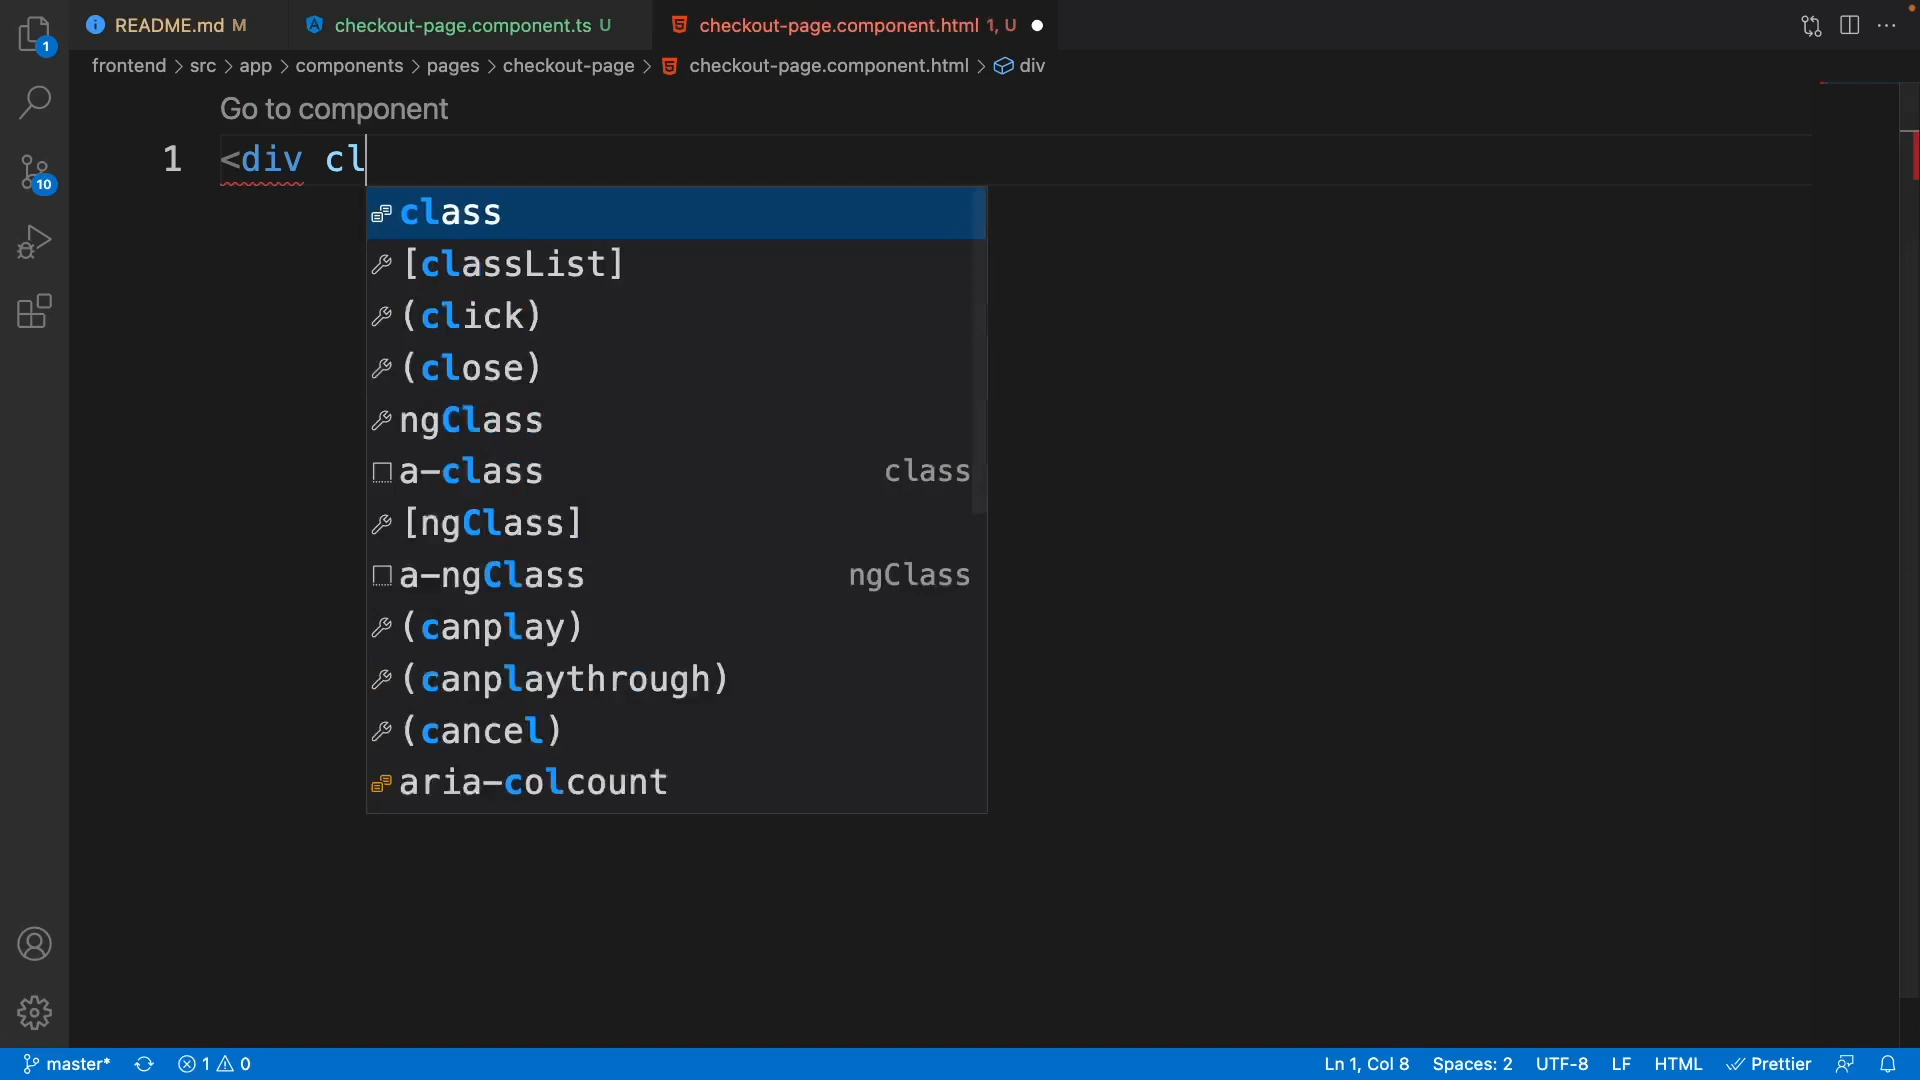 README.md M checkout-page.component.ts U checkout-page.component.html 1, U
frontend > src > app > components > pages > checkout-page > checkout-page.component.html > div
Go to component
1 <div cl
class
[classList]
(click)
(close)
ngClass
a-class class
[ngClass]
a-ngClass ngClass
(canplay)
(canplaythrough)
(cancel)
aria-colcount
1
10
master* 1 0 Ln 1, Col 8 Spaces: 2 UTF-8 LF HTML Prettier